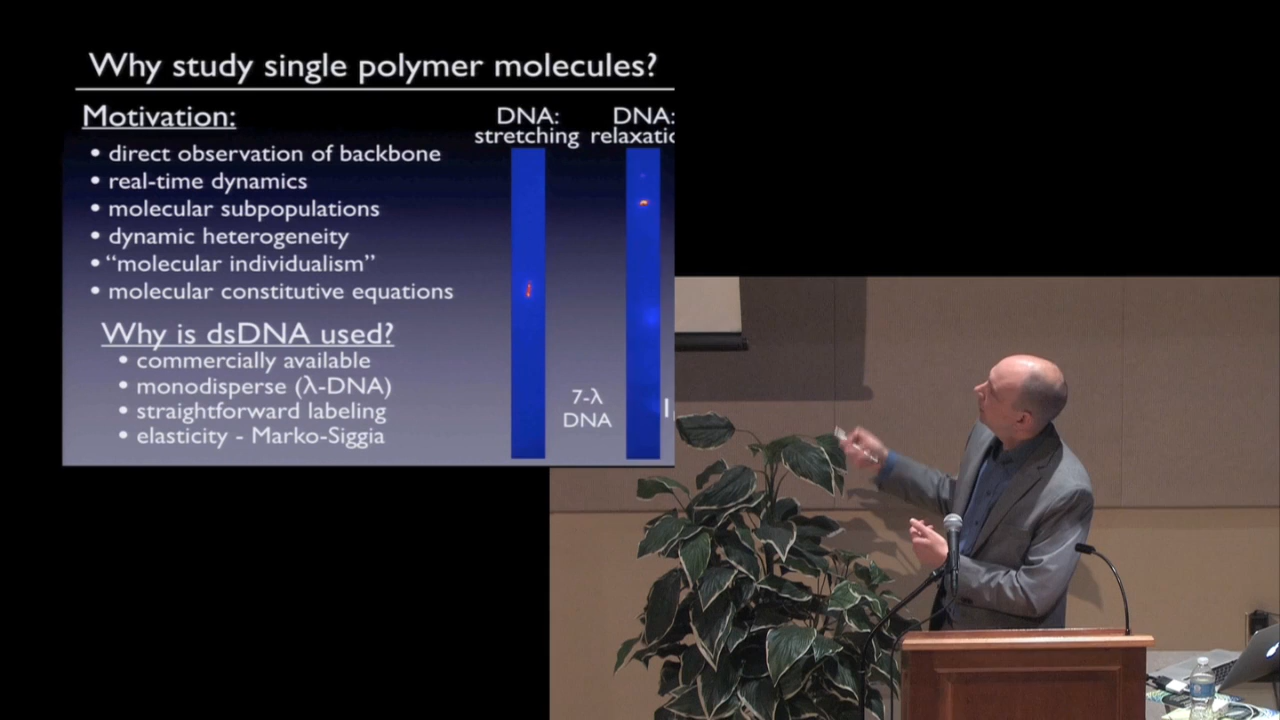 Why study single polymer molecules?
Motivation:
• direct observation of backbone
• real-time dynamics
• molecular subpopulations
• dynamic heterogeneity
• “molecular individualism”
• molecular constitutive equations
Why is dsDNA used?
• commercially available
• monodisperse (λ-DNA)
• straightforward labeling
• elasticity - Marko-Siggia
DNA:
stretching
DNA:
relaxatio
7-λ
DNA